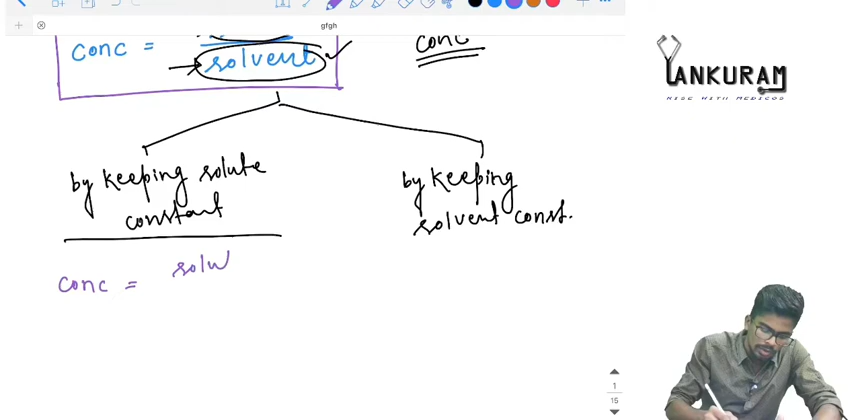 gfgh
conc =
solvent
conc
by keeping solute
constant
by keeping
solvent const.
conc = solu
YANKURAM
RISE WITH MEDICOS
1
15